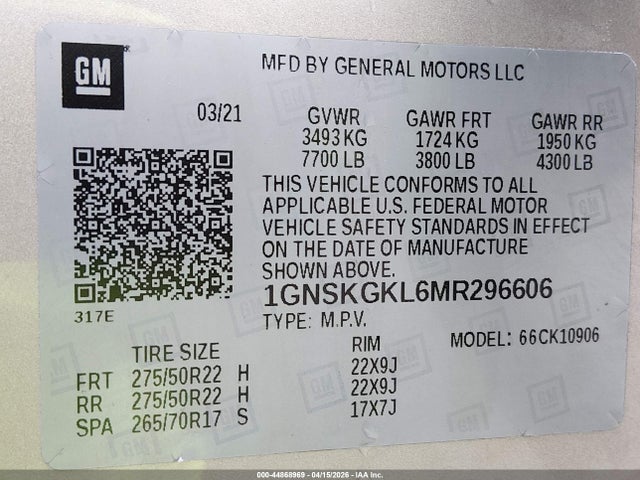 GM
MFD BY GENERAL MOTORS LLC
03/21
GVWR GAWR FRT GAWR RR
3493 KG 1724 KG 1950 KG
7700 LB 3800 LB 4300 LB
THIS VEHICLE CONFORMS TO ALL
APPLICABLE U.S. FEDERAL MOTOR
VEHICLE SAFETY STANDARDS IN EFFECT
ON THE DATE OF MANUFACTURE
SHOWN ABOVE.
317E
1GNSKGKL6MR296606
TYPE: M.P.V.
MODEL: 66CK10906
TIRE SIZE RIM
FRT 275/50R22 H 22X9J
RR 275/50R22 H 22X9J
SPA 265/70R17 S 17X7J
000-44868969 - 04/15/2026 - IAA Inc.